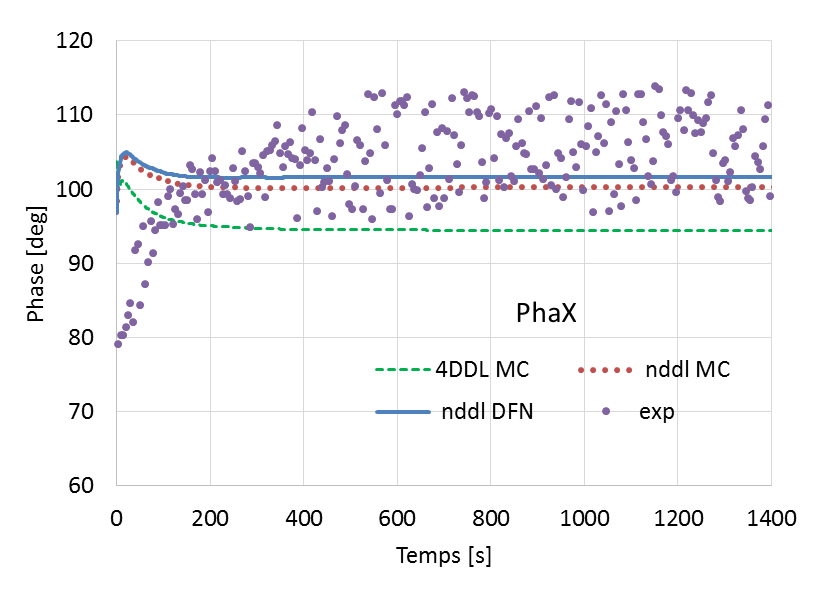 120
110
100
90
80
70
60
Phase [deg]
PhaX
4DDL MC
nddl MC
nddl DFN
exp
0 200 400 600 800 1000 1200 1400
Temps [s]